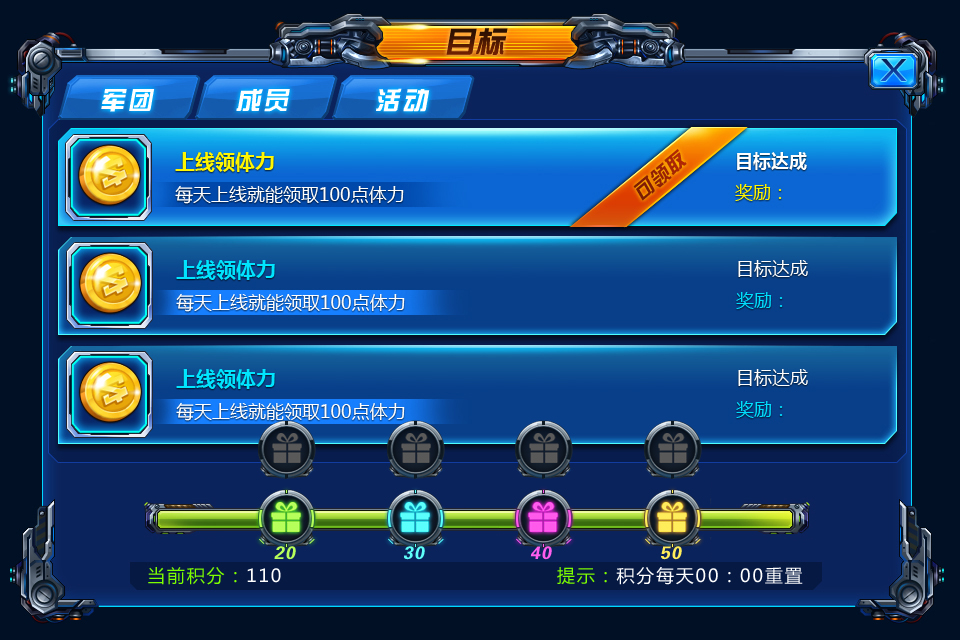 目标
军团 成员 活动
上线领体力
每天上线就能领取100点体力
可领取
目标达成
奖励：
上线领体力
每天上线就能领取100点体力
目标达成
奖励：
上线领体力
每天上线就能领取100点体力
目标达成
奖励：
20 30 40 50
当前积分：110
提示：积分每天00：00重置